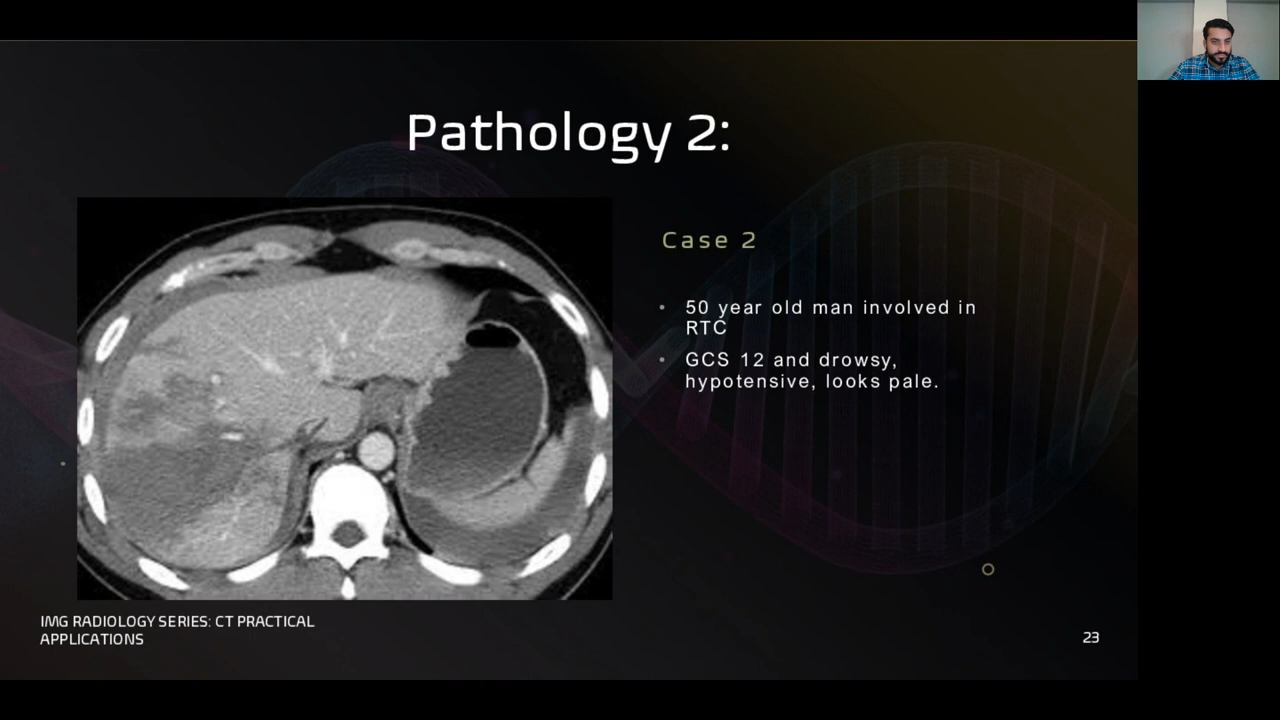 Pathology 2:
Case 2
50 year old man involved in
RTC
GCS 12 and drowsy,
hypotensive, looks pale.
IMG RADIOLOGY SERIES: CT PRACTICAL
APPLICATIONS
23